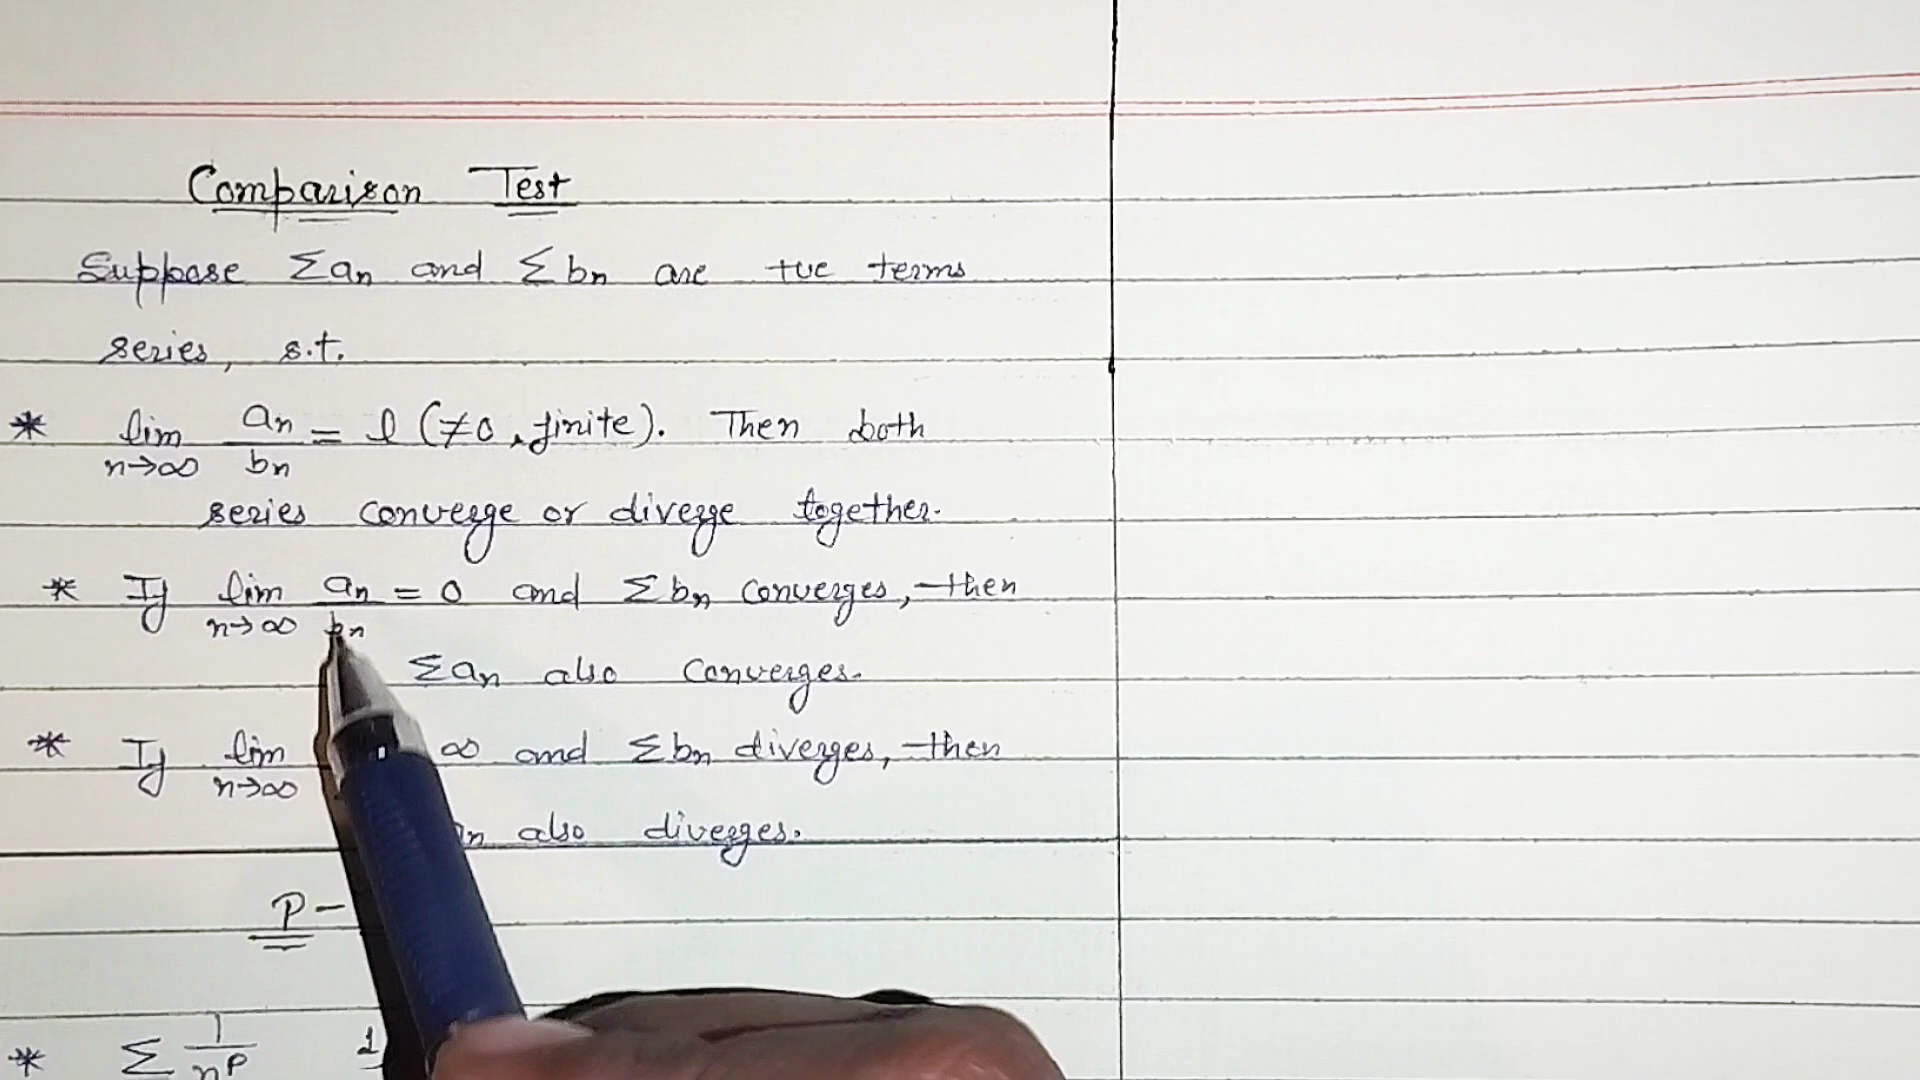 Comparison Test
Suppose Σan and Σbn are +ve terms
series, s.t.
* lim n→∞ an/bn = l (≠0, finite). Then both
series converge or diverge together.
* If lim n→∞ an/bn = 0 and Σbn converges, then
Σan also converges.
* If lim n→∞ ∞ and Σbn diverges, then
n also diverges.
P-
* Σ 1/n^P 1